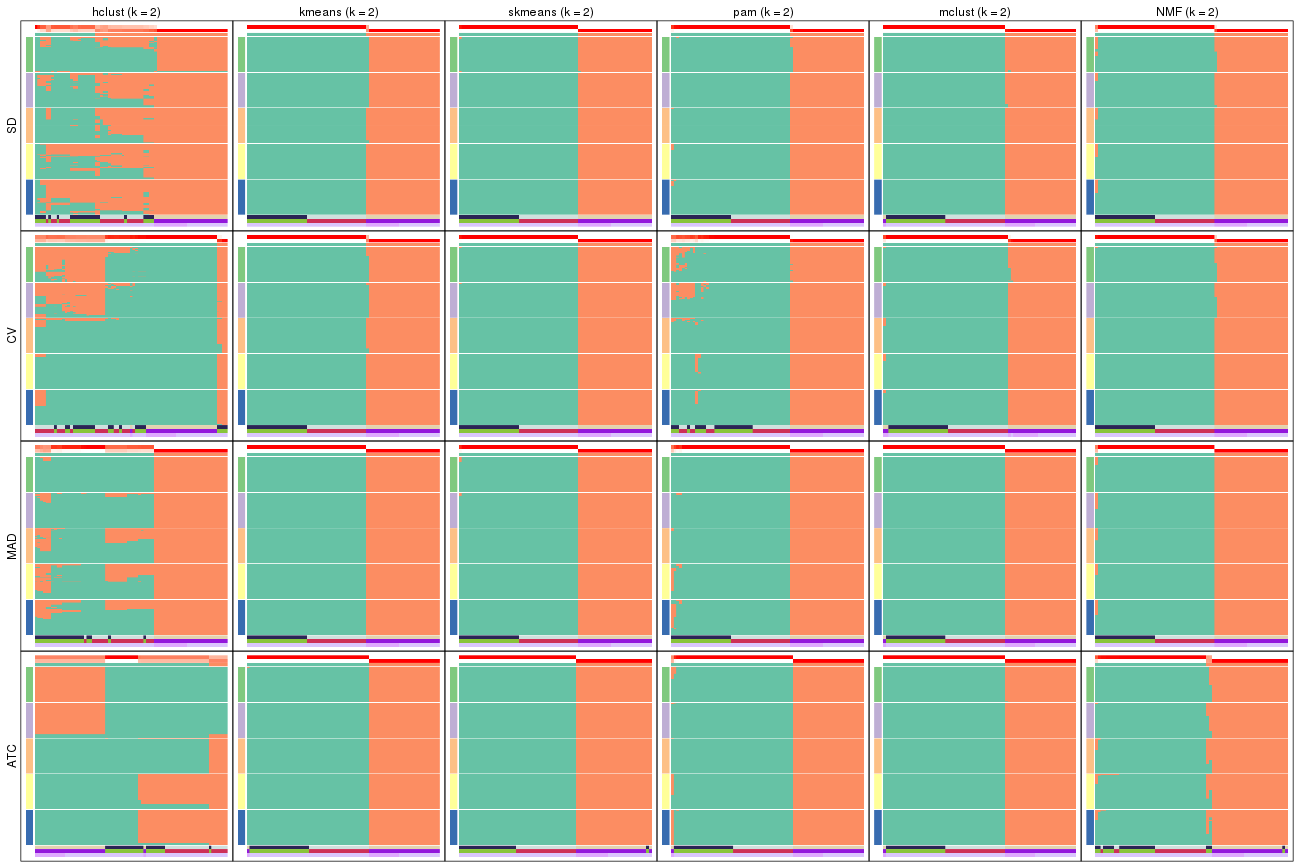 hclust (k = 2)
kmeans (k = 2)
skmeans (k = 2)
pam (k = 2)
mclust (k = 2)
NMF (k = 2)
SD
CV
MAD
ATC